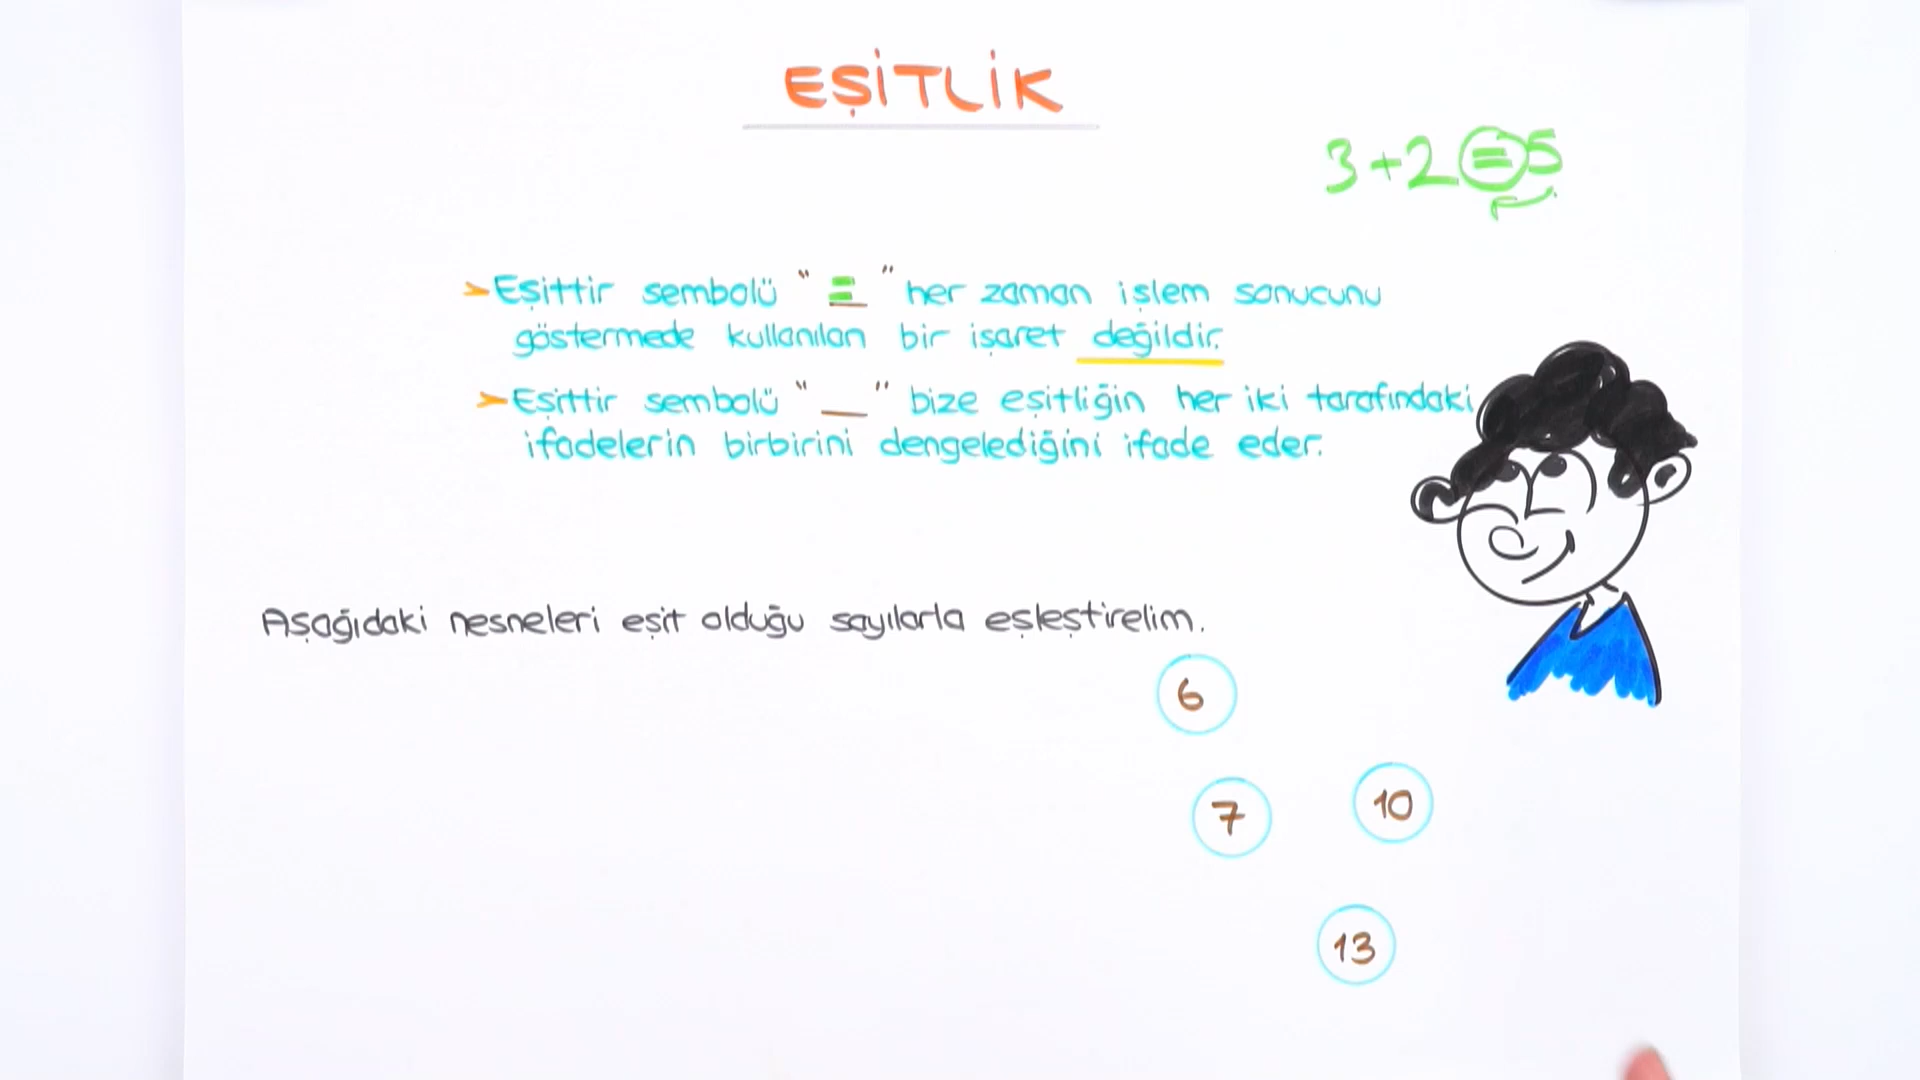 EŞİTLİK
3+2=5
➤Eşittir sembolü " = " her zaman işlem sonucunu
göstermede kullanılan bir işaret değildir.
➤Eşittir sembolü " _ " bize eşitliğin her iki tarafındaki
ifadelerin birbirini dengelediğini ifade eder.
Aşağıdaki nesneleri eşit olduğu sayılarla eşleştirelim.
6
7 10
13